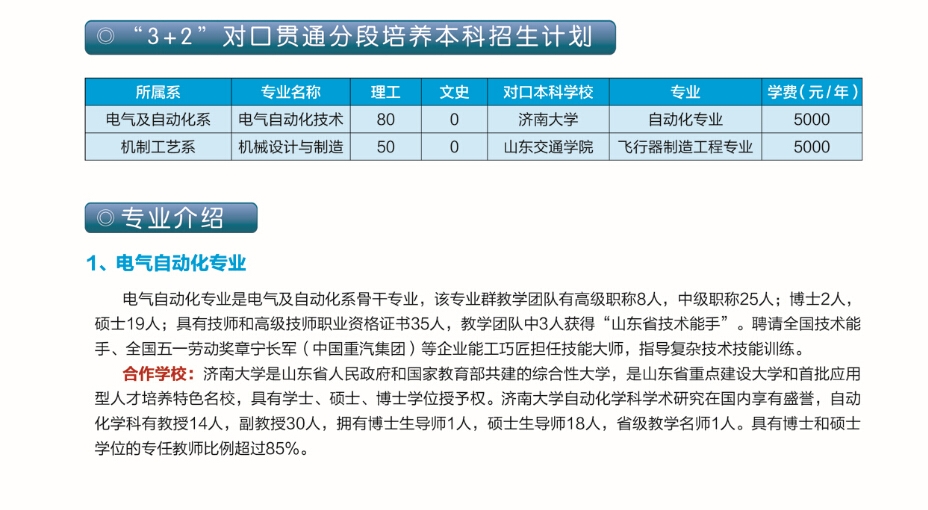 ◎ “3+2”对口贯通分段培养本科招生计划
所属系 专业名称 理工 文史 对口本科学校 专业 学费（元/年）
电气及自动化系 电气自动化技术 80 0 济南大学 自动化专业 5000
机制工艺系 机械设计与制造 50 0 山东交通学院 飞行器制造工程专业 5000
◎ 专业介绍
1、电气自动化专业
电气自动化专业是电气及自动化系骨干专业，该专业群教学团队有高级职称8人，中级职称25人；博士2人，
硕士19人；具有技师和高级技师职业资格证书35人，教学团队中3人获得“山东省技术能手”。聘请全国技术能
手、全国五一劳动奖章宁长军（中国重汽集团）等企业能工巧匠担任技能大师，指导复杂技术技能训练。
合作学校：济南大学是山东省人民政府和国家教育部共建的综合性大学，是山东省重点建设大学和首批应用
型人才培养特色名校，具有学士、硕士、博士学位授予权。济南大学自动化学科学术研究在国内享有盛誉，自动
化学科有教授14人，副教授30人，拥有博士生导师1人，硕士生导师18人，省级教学名师1人。具有博士和硕士
学位的专任教师比例超过85%。